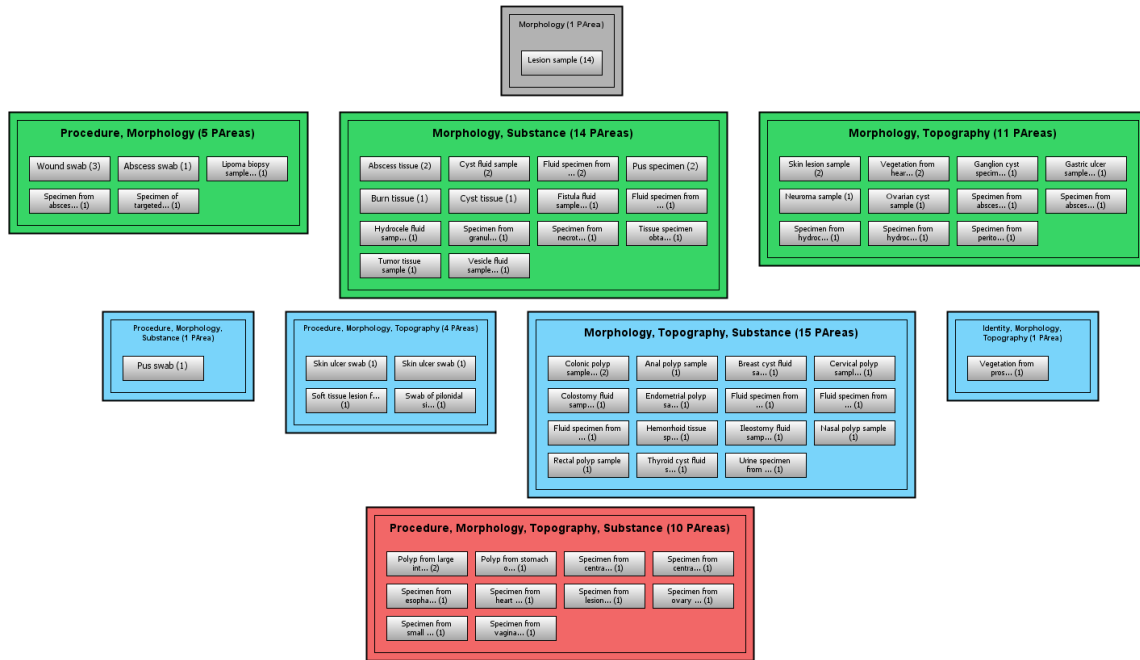 Morphology (1 PArea)
Lesion sample (14)
Procedure, Morphology (5 PAreas)
Wound swab (3)
Abscess swab (1)
Lipoma biopsy
sample... (1)
Specimen from
absces... (1)
Specimen of
targeted... (1)
Morphology, Substance (14 PAreas)
Abscess tissue (2)
Cyst fluid sample
(2)
Fluid specimen from
... (2)
Pus specimen (2)
Burn tissue (1)
Cyst tissue (1)
Fistula fluid
sample... (1)
Fluid specimen from
... (1)
Hydrocele fluid
samp... (1)
Specimen from
granul... (1)
Specimen from
necrot... (1)
Tissue specimen
obta... (1)
Tumor tissue
sample (1)
Vesicle fluid
sample... (1)
Morphology, Topography (11 PAreas)
Skin lesion sample
(2)
Vegetation from
hear... (2)
Ganglion cyst
specim... (1)
Gastric ulcer
sample... (1)
Neuroma sample (1)
Ovarian cyst
sample (1)
Specimen from
absces... (1)
Specimen from
absces... (1)
Specimen from
hydroc... (1)
Specimen from
hydroc... (1)
Specimen from
perito... (1)
Procedure, Morphology,
Substance (1 PArea)
Pus swab (1)
Procedure, Morphology, Topography (4 PAreas)
Skin ulcer swab (1)
Skin ulcer swab (1)
Soft tissue lesion f...
(1)
Swab of pilonidal
si... (1)
Morphology, Topography, Substance (15 PAreas)
Colonic polyp
sample... (2)
Anal polyp sample
(1)
Breast cyst fluid
sa... (1)
Cervical polyp
sampl... (1)
Colostomy fluid
samp... (1)
Endometrial polyp
sa... (1)
Fluid specimen from
... (1)
Fluid specimen from
... (1)
Fluid specimen from
... (1)
Hemorrhoid tissue
sp... (1)
Ileostomy fluid
samp... (1)
Nasal polyp sample
(1)
Rectal polyp sample
(1)
Thyroid cyst fluid
s... (1)
Urine specimen
from ... (1)
Identity, Morphology,
Topography (1 PArea)
Vegetation from
pros... (1)
Procedure, Morphology, Topography, Substance (10 PAreas)
Polyp from large
int... (2)
Polyp from stomach
o... (1)
Specimen from
centra... (1)
Specimen from
centra... (1)
Specimen from
esopha... (1)
Specimen from
heart ... (1)
Specimen from
lesion... (1)
Specimen from
ovary ... (1)
Specimen from
small ... (1)
Specimen from
vagina... (1)